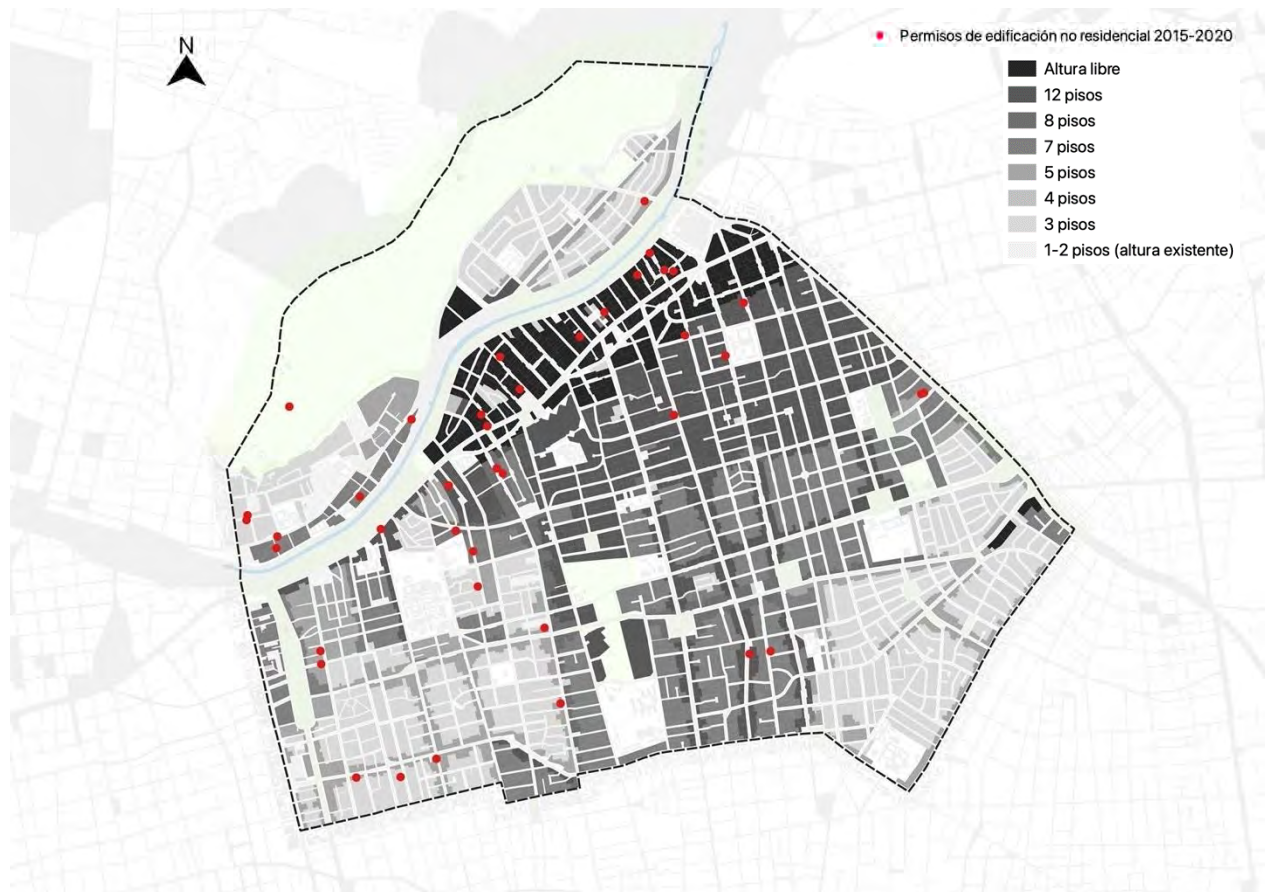 N
Permisos de edificación no residencial 2015-2020
Altura libre
12 pisos
8 pisos
7 pisos
5 pisos
4 pisos
3 pisos
1-2 pisos (altura existente)